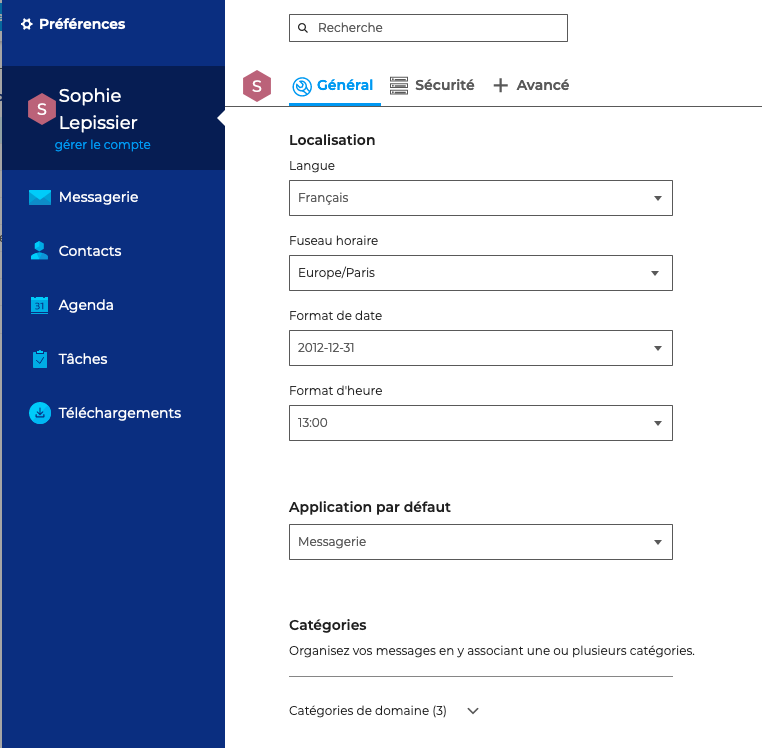 Préférences
S
Sophie
Lepissier
gérer le compte
Messagerie
Contacts
31
Agenda
Tâches
Téléchargements
Recherche
S
Général
Sécurité
Avancé
Localisation
Langue
Français
Fuseau horaire
Europe/Paris
Format de date
2012-12-31
Format d'heure
13:00
Application par défaut
Messagerie
Catégories
Organisez vos messages en y associant une ou plusieurs catégories.
Catégories de domaine (3)